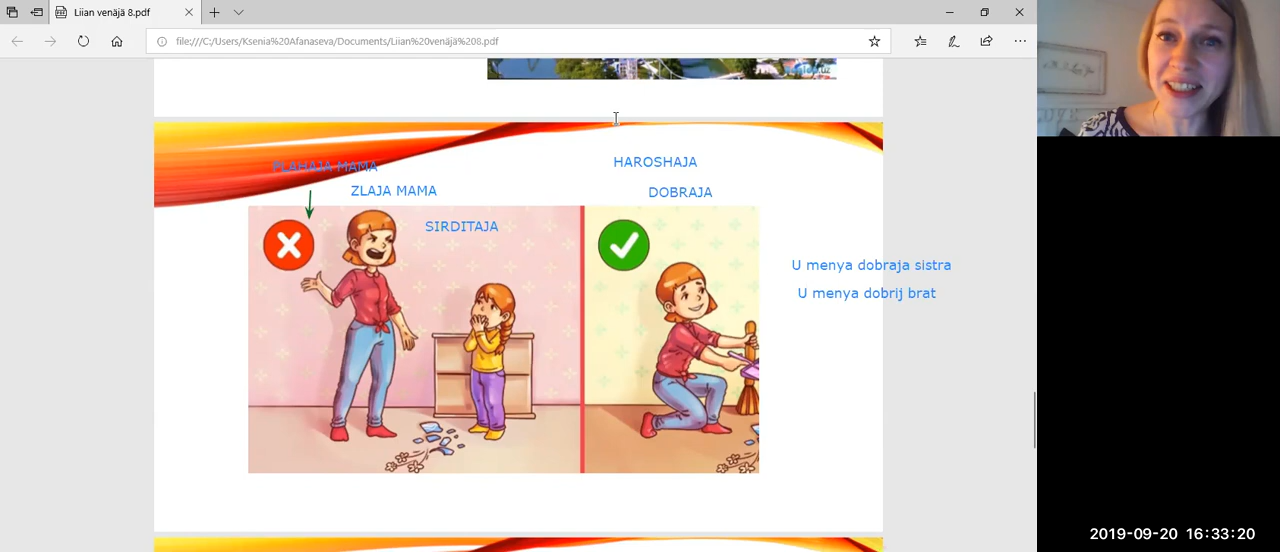 Liian venäjä 8.pdf
file:///C:/Users/Ksenia%20Afanaseva/Documents/Liian%20venäjä%208.pdf
PLAHAJA MAMA
HAROSHAJA
ZLAJA MAMA
DOBRAJA
SIRDITAJA
U menya dobraja sistra
U menya dobrij brat
2019-09-20 16:33:20